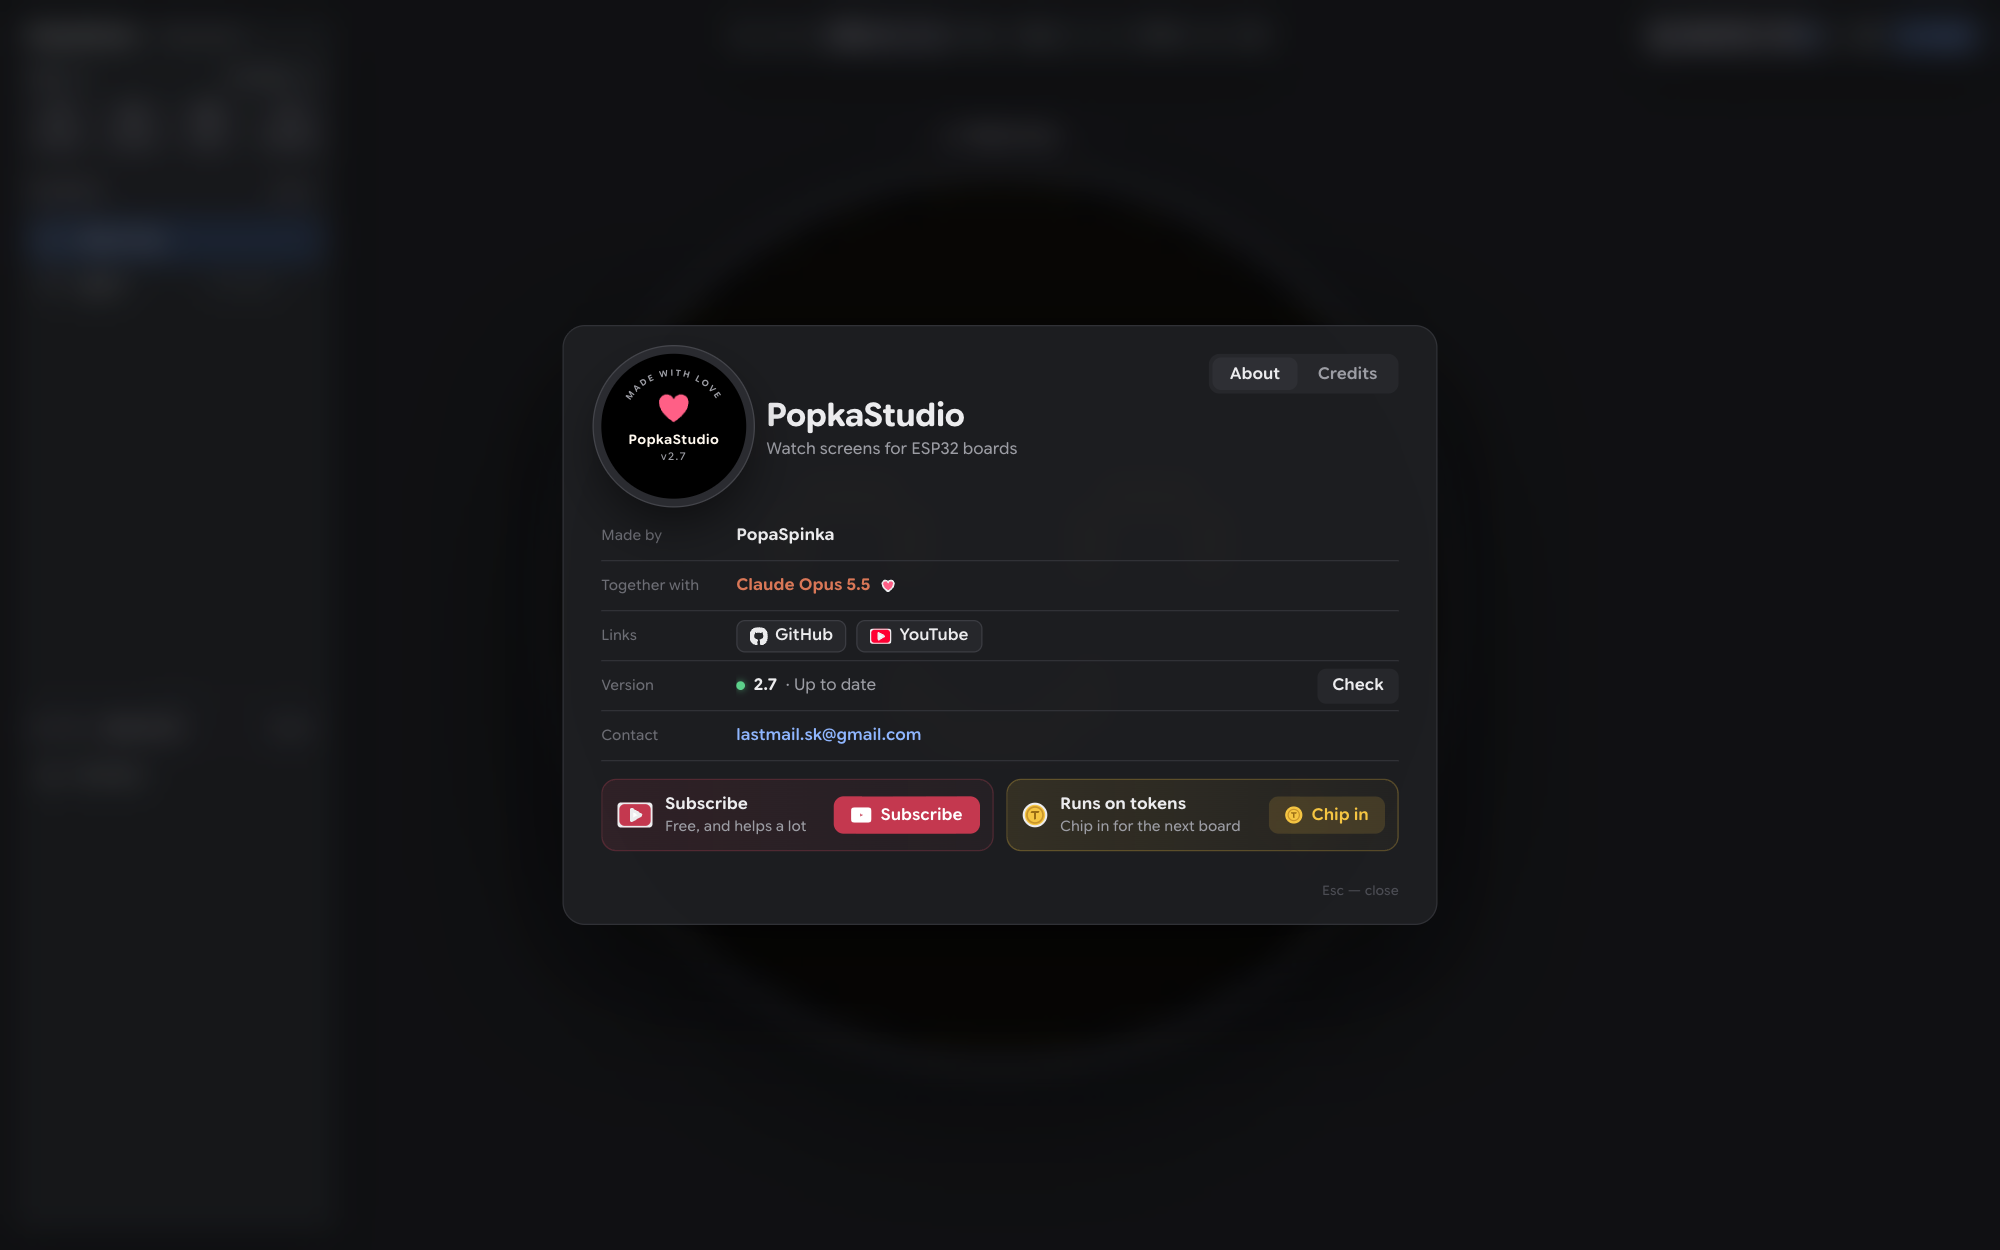 MADE WITH LOVE
PopkaStudio
v2.7
PopkaStudio
Watch screens for ESP32 boards
About
Credits
Made by
PopaSpinka
Together with
Claude Opus 5.5
Links
GitHub
YouTube
Version
2.7 · Up to date
Check
Contact
lastmail.sk@gmail.com
Subscribe
Free, and helps a lot
Subscribe
T
Runs on tokens
Chip in for the next board
T
Chip in
Esc — close